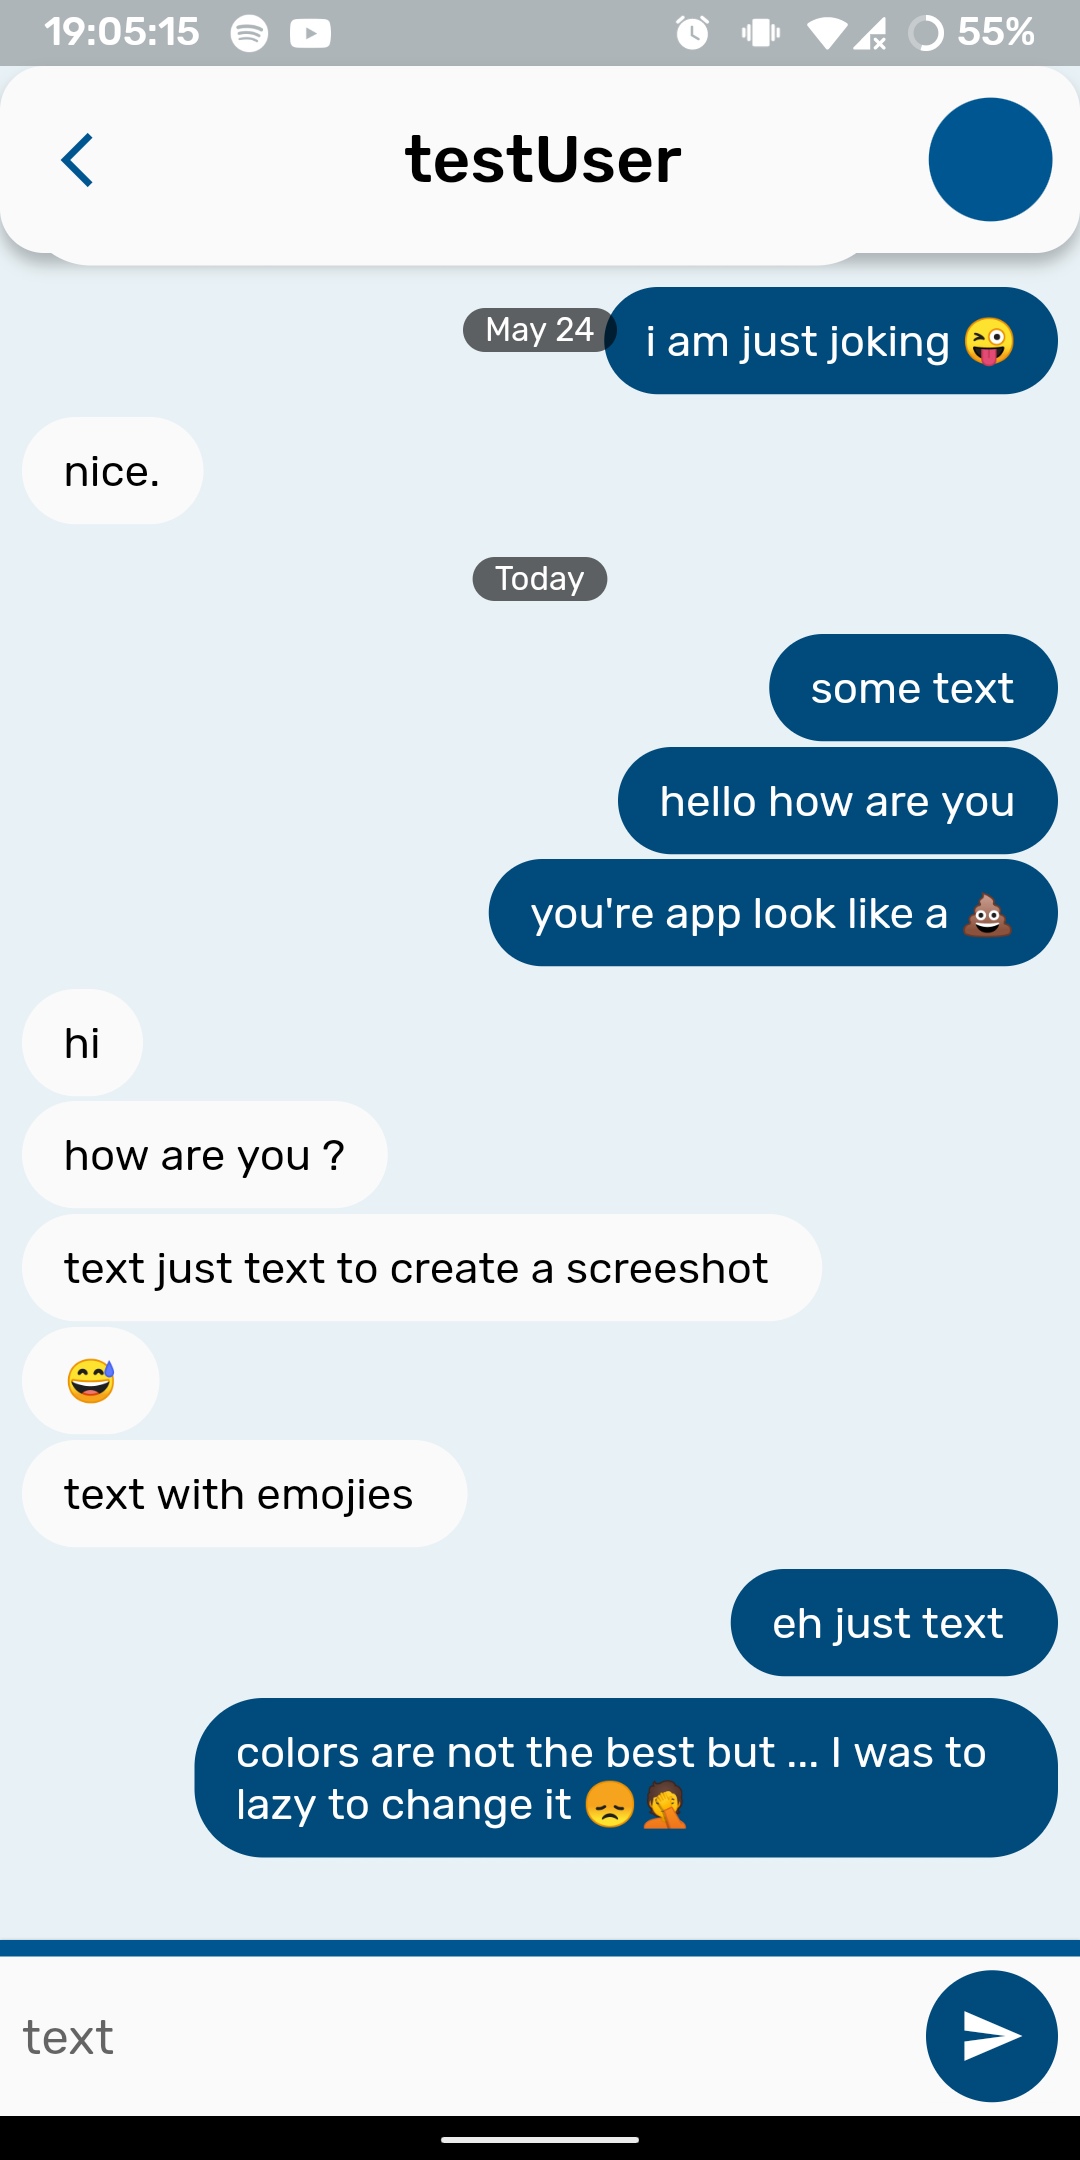 19:05:15 55%
testUser
May 24
i am just joking 😜
nice.
Today
some text
hello how are you
you're app look like a 💩
hi
how are you ?
text just text to create a screeshot
😅
text with emojies
eh just text
colors are not the best but ... I was to
lazy to change it 😞🤦
text